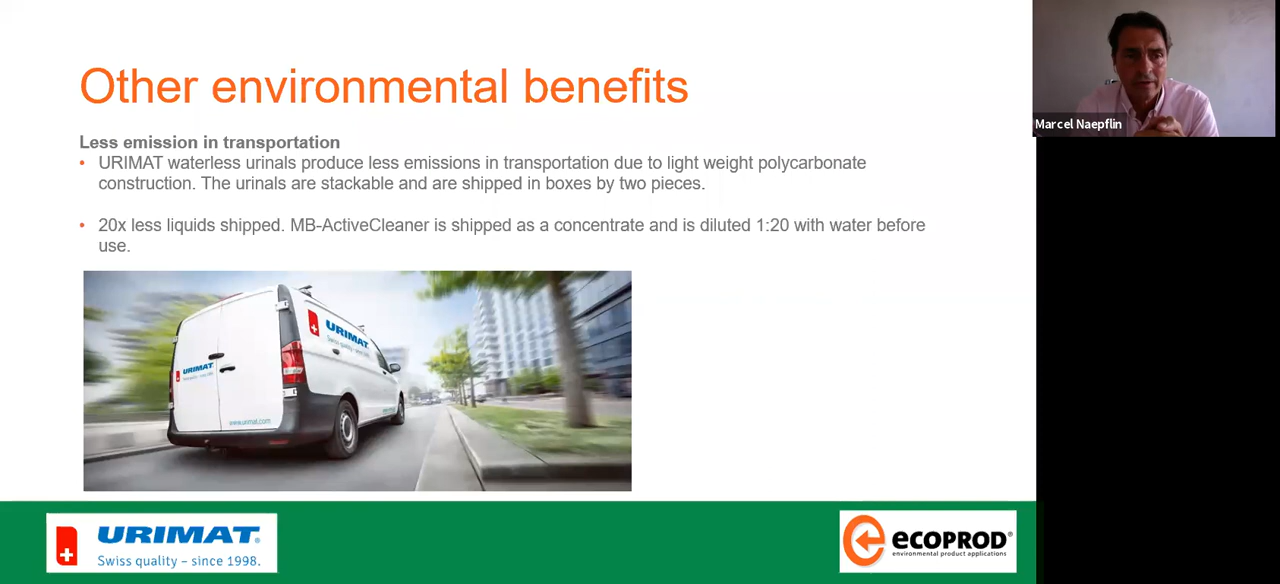 Other environmental benefits
Less emission in transportation
• URIMAT waterless urinals produce less emissions in transportation due to light weight polycarbonate
construction. The urinals are stackable and are shipped in boxes by two pieces.
• 20x less liquids shipped. MB-ActiveCleaner is shipped as a concentrate and is diluted 1:20 with water before
use.
Marcel Naepflin
URIMAT
URIMAT
www.urimat.com
URIMAT®
Swiss quality – since 1998.
ECOPROD®
environmental product applications